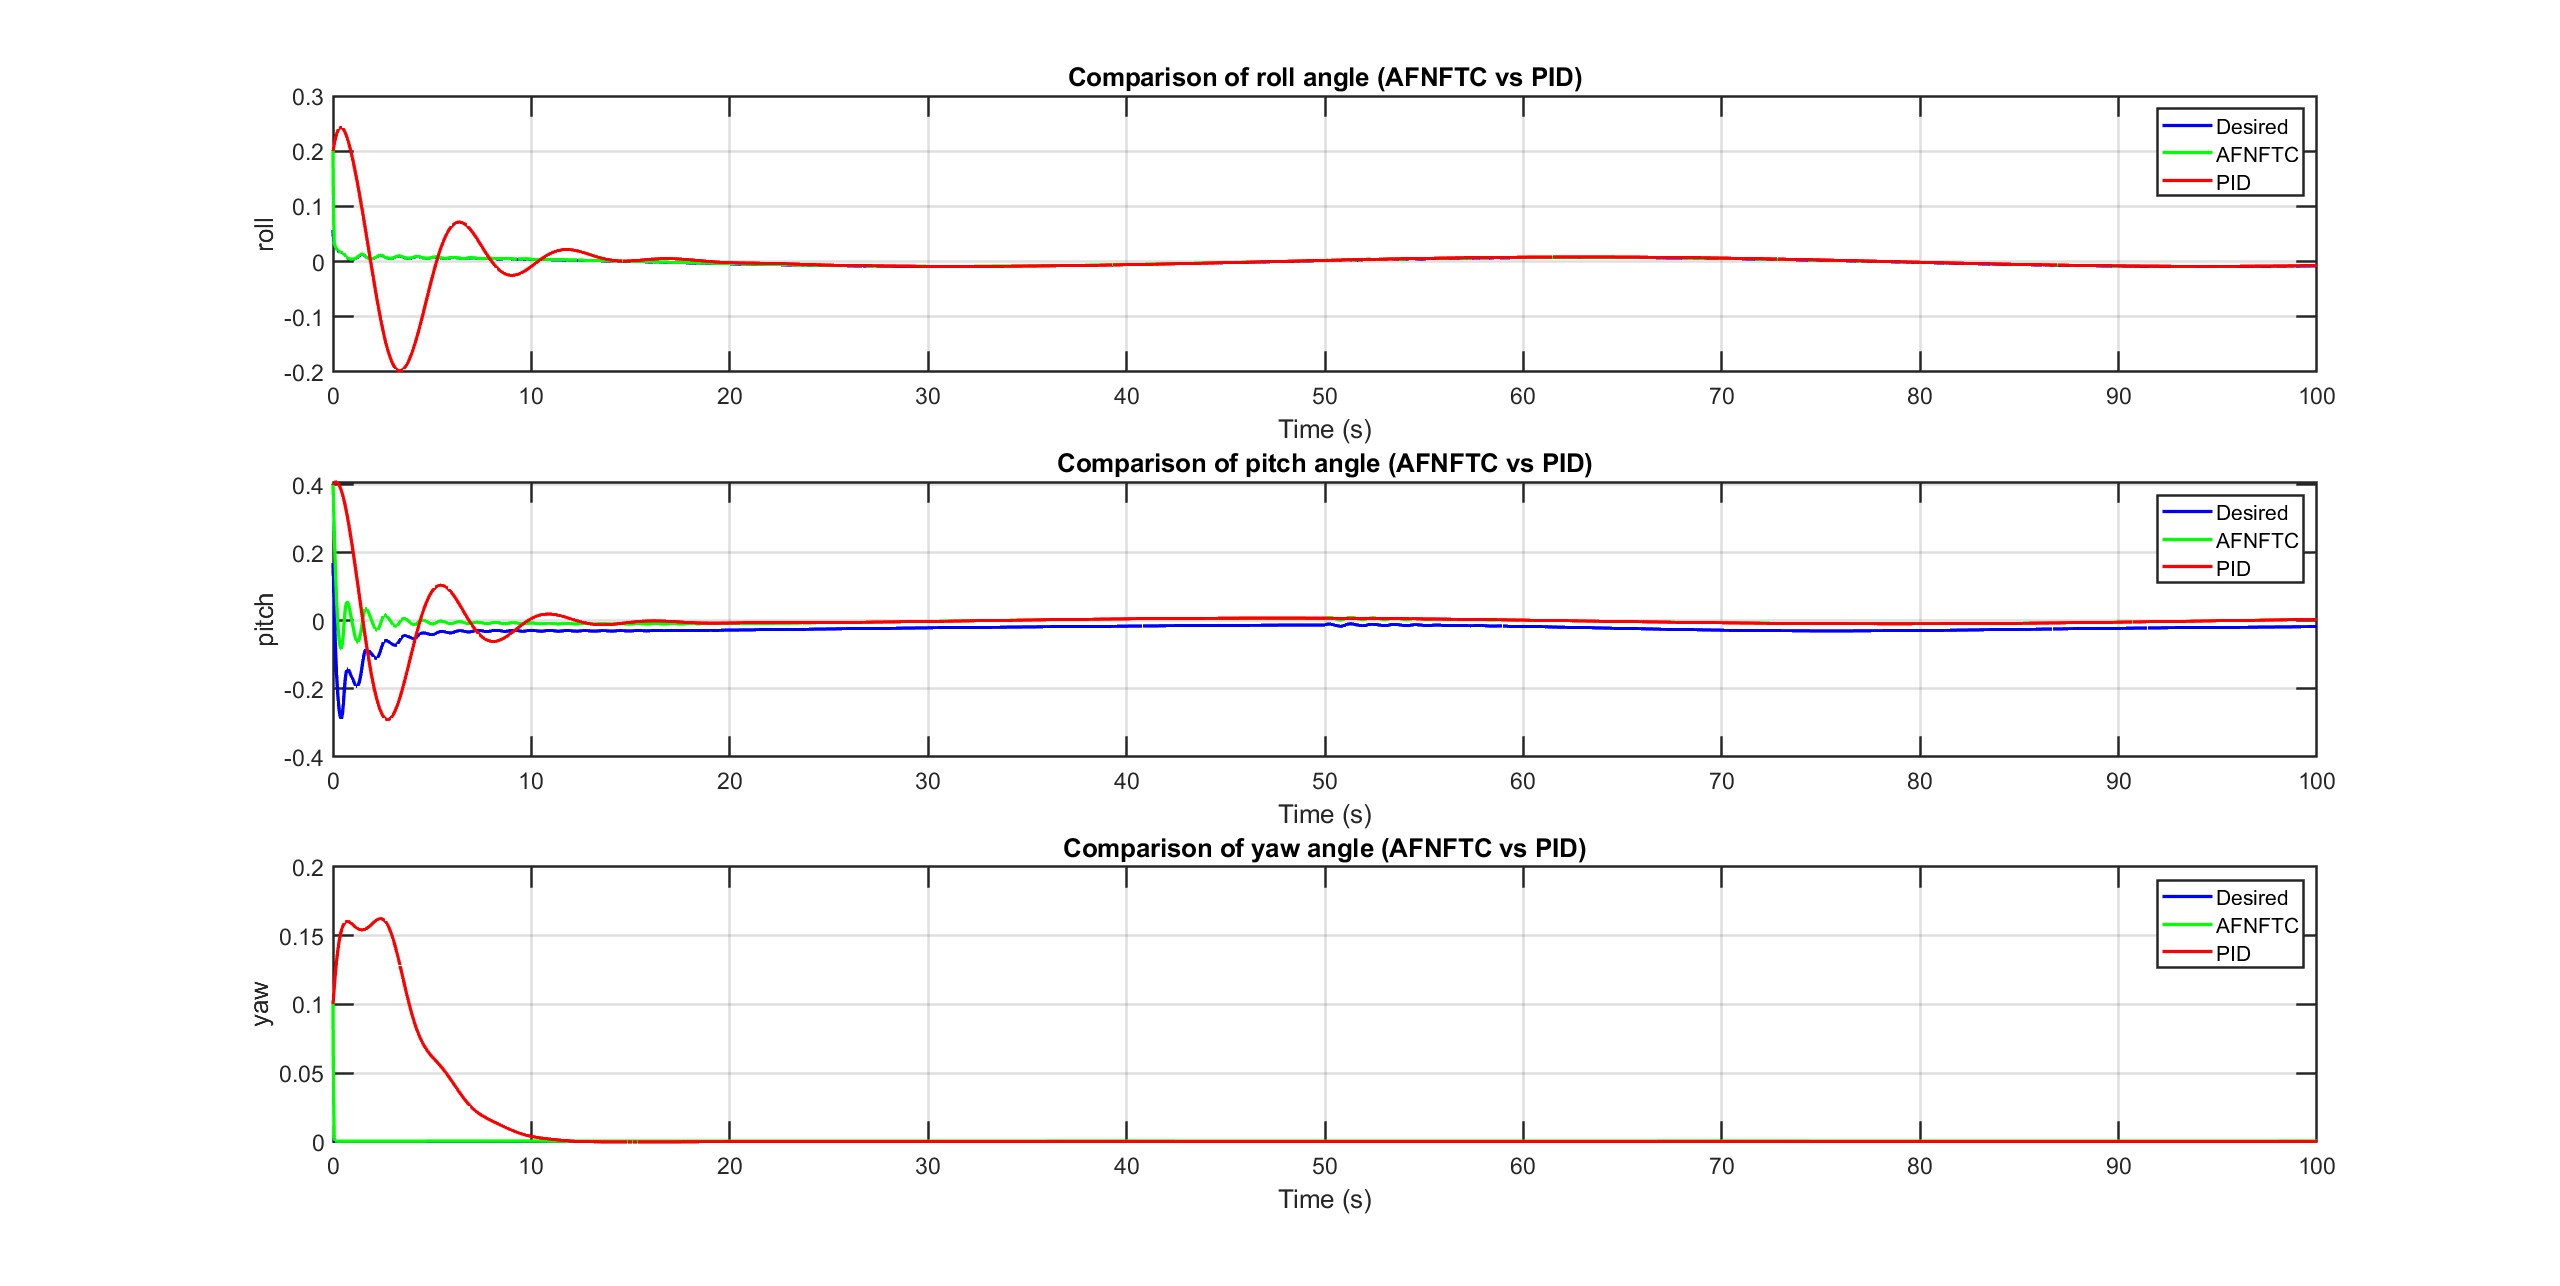 Comparison of roll angle (AFNFTC vs PID)
0.3
0.2
0.1
0
-0.1
-0.2
roll
Desired
AFNFTC
PID
0 10 20 30 40 50 60 70 80 90 100
Time (s)
Comparison of pitch angle (AFNFTC vs PID)
0.4
0.2
0
-0.2
-0.4
pitch
Desired
AFNFTC
PID
0 10 20 30 40 50 60 70 80 90 100
Time (s)
Comparison of yaw angle (AFNFTC vs PID)
0.2
0.15
0.1
0.05
0
yaw
Desired
AFNFTC
PID
0 10 20 30 40 50 60 70 80 90 100
Time (s)